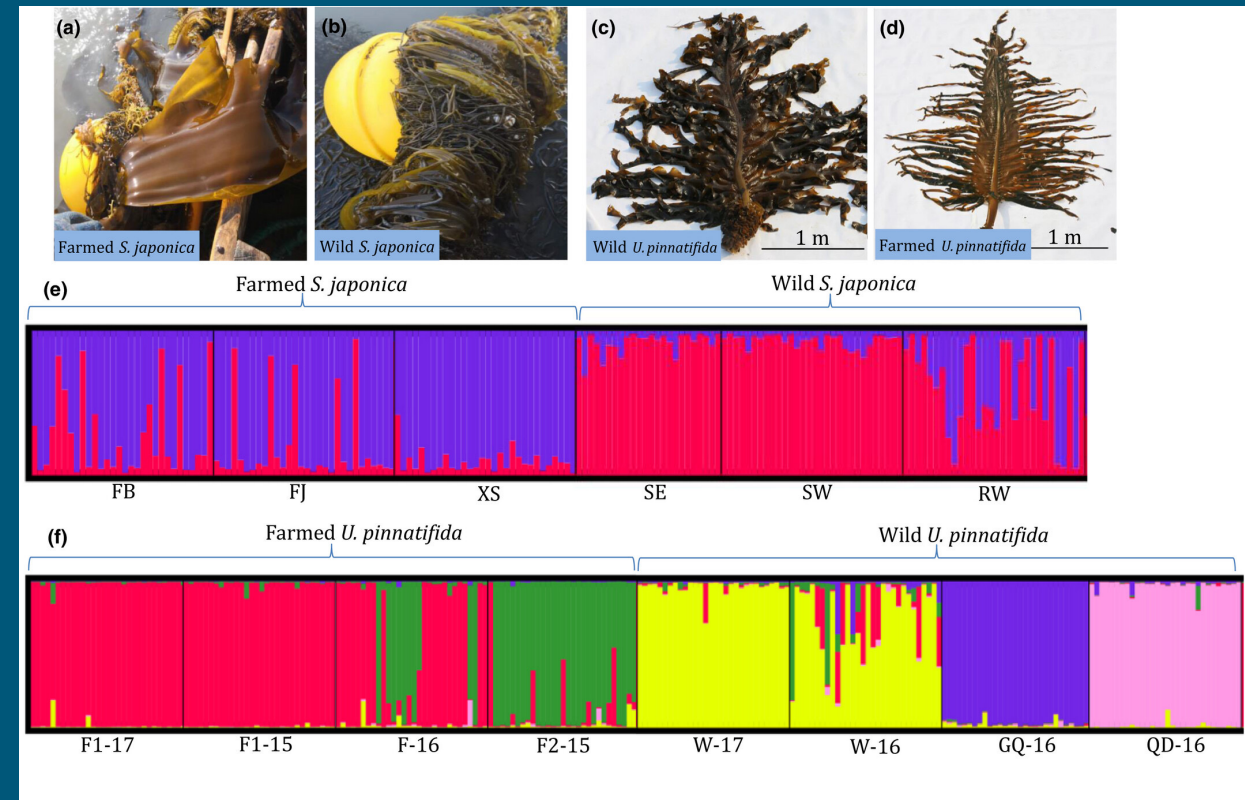 (a)
(b)
(c)
(d)
Farmed S. japonica
Wild S. japonica
Wild U. pinnatifida
1 m
Farmed U. pinnatifida
1 m
(e)
Farmed S. japonica
Wild S. japonica
FB
FJ
XS
SE
SW
RW
(f)
Farmed U. pinnatifida
Wild U. pinnatifida
F1-17
F1-15
F-16
F2-15
W-17
W-16
GQ-16
QD-16